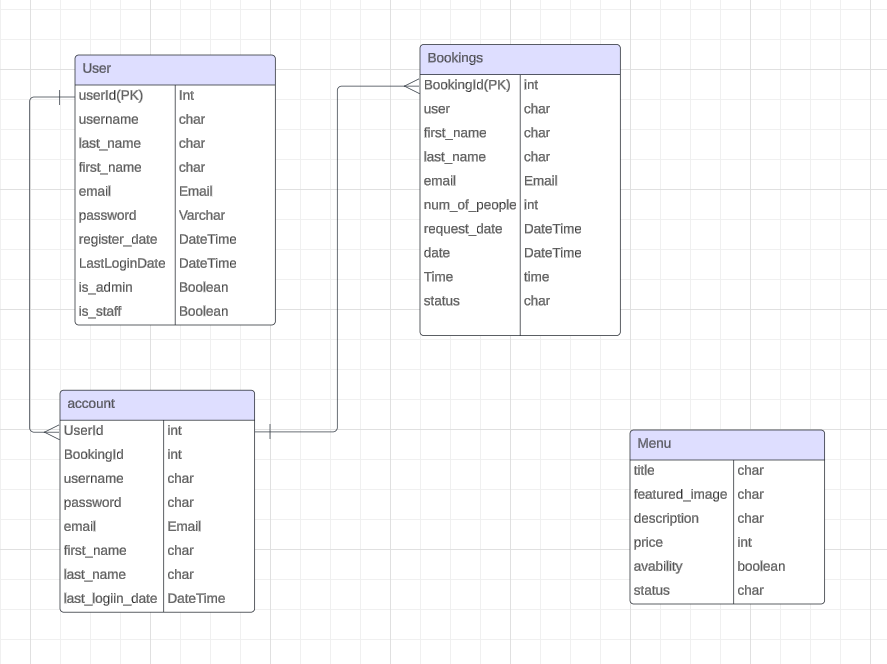 User
userId(PK) Int
username char
last_name char
first_name char
email Email
password Varchar
register_date DateTime
LastLoginDate DateTime
is_admin Boolean
is_staff Boolean
Bookings
BookingId(PK) int
user char
first_name char
last_name char
email Email
num_of_people int
request_date DateTime
date DateTime
Time time
status char
account
UserId int
BookingId int
username char
password char
email Email
first_name char
last_name char
last_logiin_date DateTime
Menu
title char
featured_image char
description char
price int
avability boolean
status char